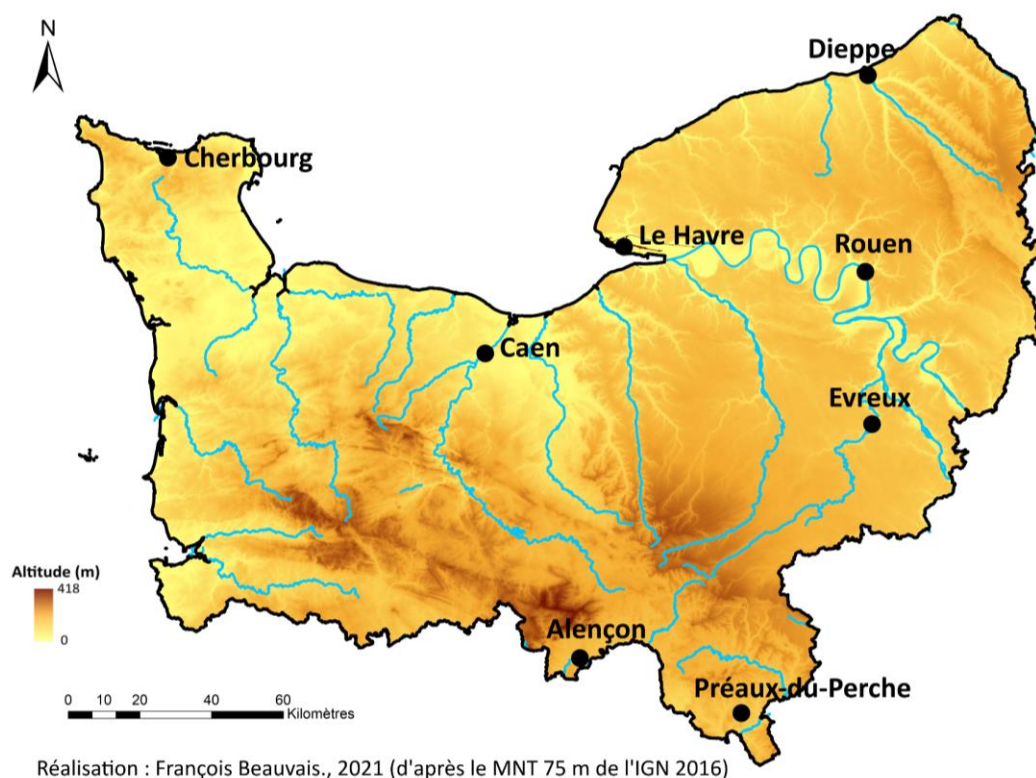 N
Dieppe
Cherbourg
Le Havre
Rouen
Caen
Evreux
Altitude (m)
418
0
Alençon
Préaux-du-Perche
0 10 20 40 60
Kilomètres
Réalisation : François Beauvais., 2021 (d'après le MNT 75 m de l'IGN 2016)